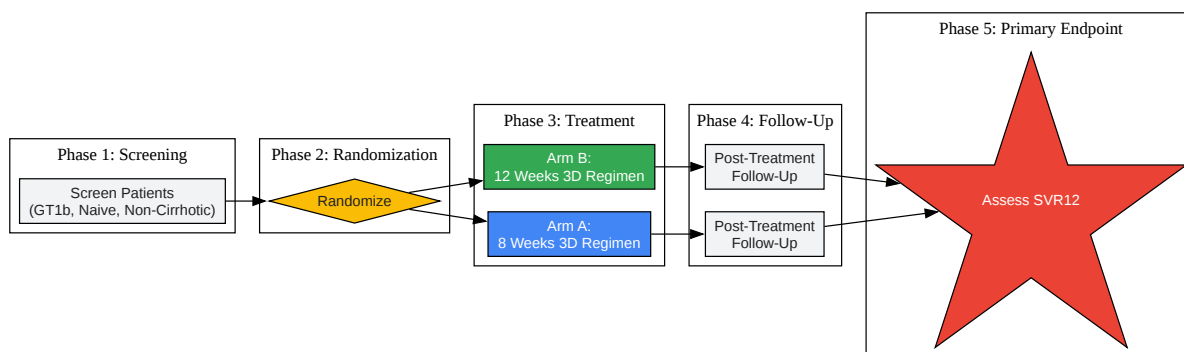 Phase 1: Screening
Screen Patients
(GT1b, Naive, Non-Cirrhotic)
Phase 2: Randomization
Randomize
Phase 3: Treatment
Arm B:
12 Weeks 3D Regimen
Arm A:
8 Weeks 3D Regimen
Phase 4: Follow-Up
Post-Treatment
Follow-Up
Post-Treatment
Follow-Up
Phase 5: Primary Endpoint
Assess SVR12